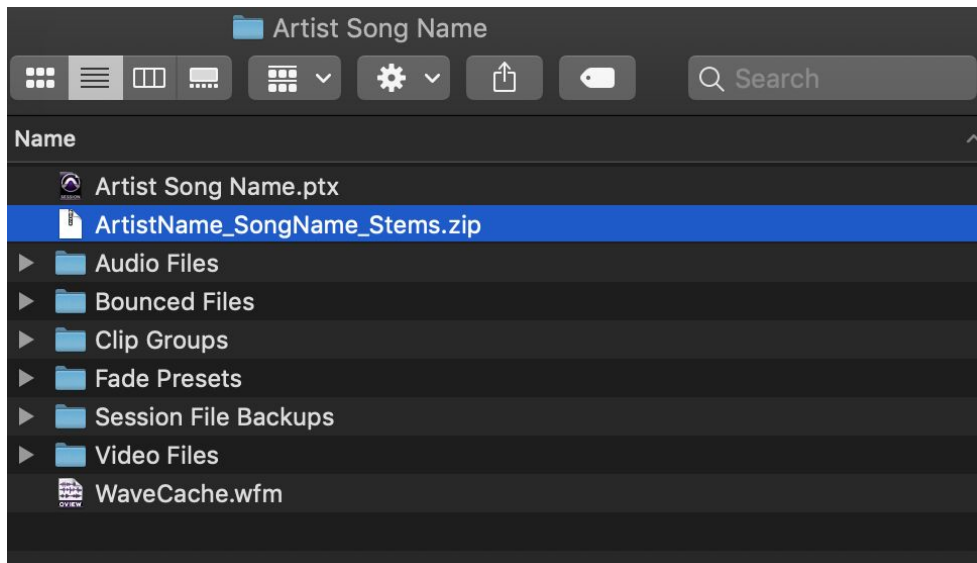 Artist Song Name
Search
Name
Artist Song Name.ptx
ArtistName_SongName_Stems.zip
Audio Files
Bounced Files
Clip Groups
Fade Presets
Session File Backups
Video Files
WaveCache.wfm